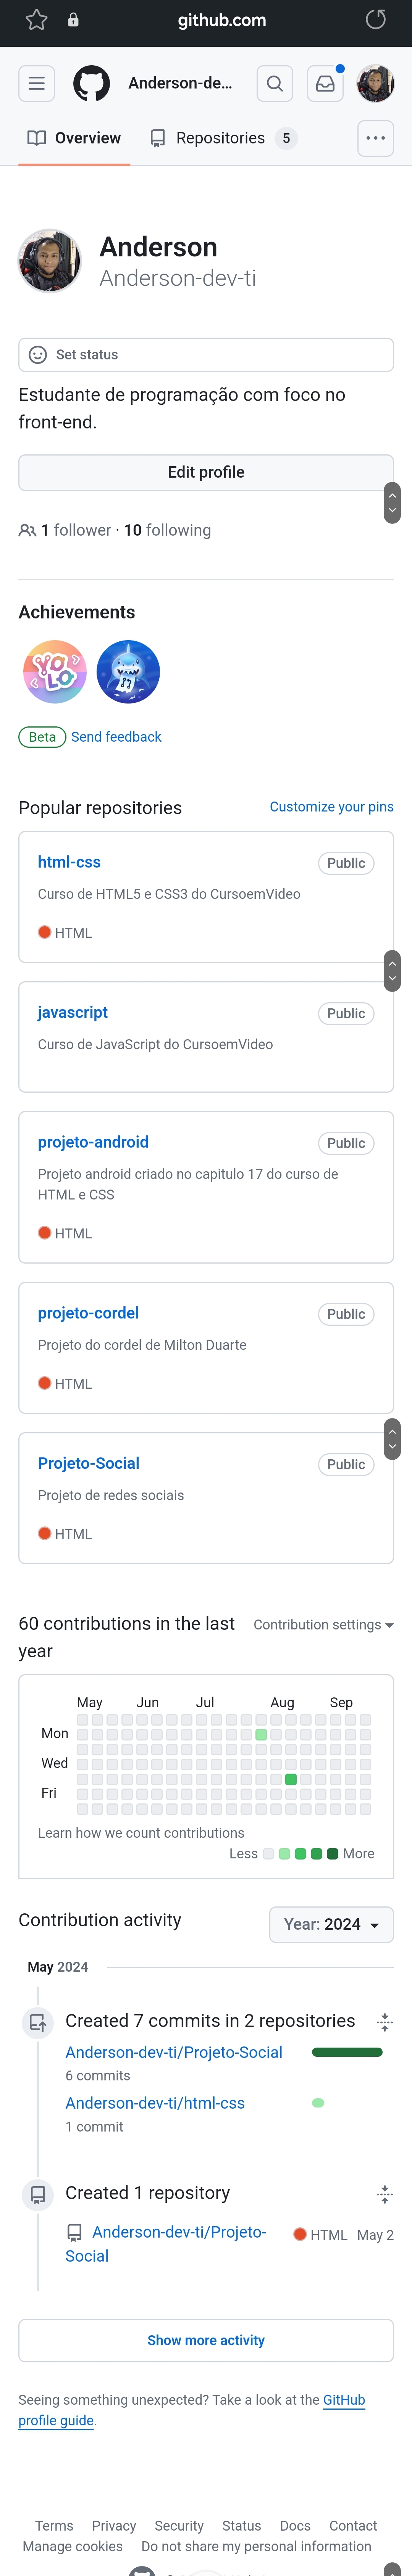 github.com
Anderson-de...
Overview
Repositories 5
Anderson
Anderson-dev-ti
Set status
Estudante de programação com foco no
front-end.
Edit profile
1 follower · 10 following
Achievements
YOLO
Beta Send feedback
Popular repositories Customize your pins
html-css Public
Curso de HTML5 e CSS3 do CursoemVideo
HTML
javascript Public
Curso de JavaScript do CursoemVideo
projeto-android Public
Projeto android criado no capitulo 17 do curso de
HTML e CSS
HTML
projeto-cordel Public
Projeto do cordel de Milton Duarte
HTML
Projeto-Social Public
Projeto de redes sociais
HTML
60 contributions in the last
year
Contribution settings
May Jun Jul Aug Sep
Mon
Wed
Fri
Learn how we count contributions
Less More
Contribution activity
Year: 2024
May 2024
Created 7 commits in 2 repositories
Anderson-dev-ti/Projeto-Social
6 commits
Anderson-dev-ti/html-css
1 commit
Created 1 repository
Anderson-dev-ti/Projeto-
Social
HTML May 2
Show more activity
Seeing something unexpected? Take a look at the GitHub
profile guide.
Terms Privacy Security Status Docs Contact
Manage cookies Do not share my personal information